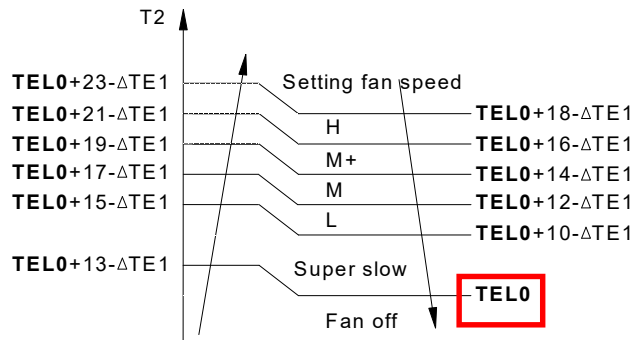 T2
TEL0+23-ΔTE1
Setting fan speed
TEL0+21-ΔTE1
TEL0+18-ΔTE1
H
TEL0+19-ΔTE1
TEL0+16-ΔTE1
M+
TEL0+17-ΔTE1
TEL0+14-ΔTE1
M
TEL0+15-ΔTE1
TEL0+12-ΔTE1
L
TEL0+10-ΔTE1
TEL0+13-ΔTE1
Super slow
TEL0
Fan off